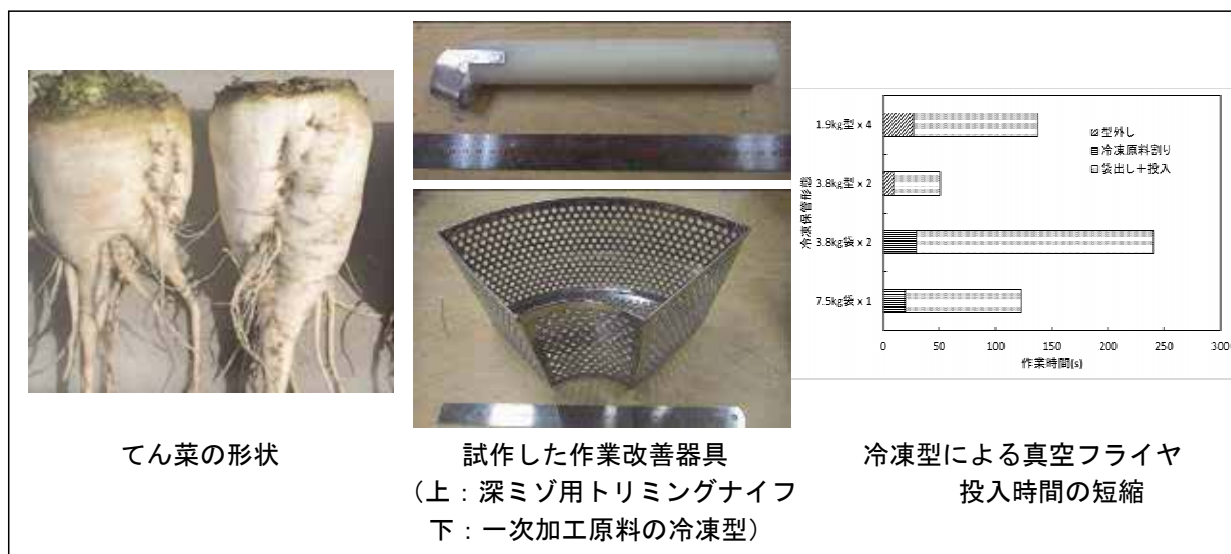 1.9kg型 x 4
3.8kg型 x 2
3.8kg袋 x 2
7.5kg袋 x 1
冷凍保管形態
型外し
冷凍原料割り
袋出し＋投入
0 50 100 150 200 250 300
作業時間(s)
てん菜の形状
試作した作業改善器具
（上：深ミゾ用トリミングナイフ
下：一次加工原料の冷凍型）
冷凍型による真空フライヤ
投入時間の短縮